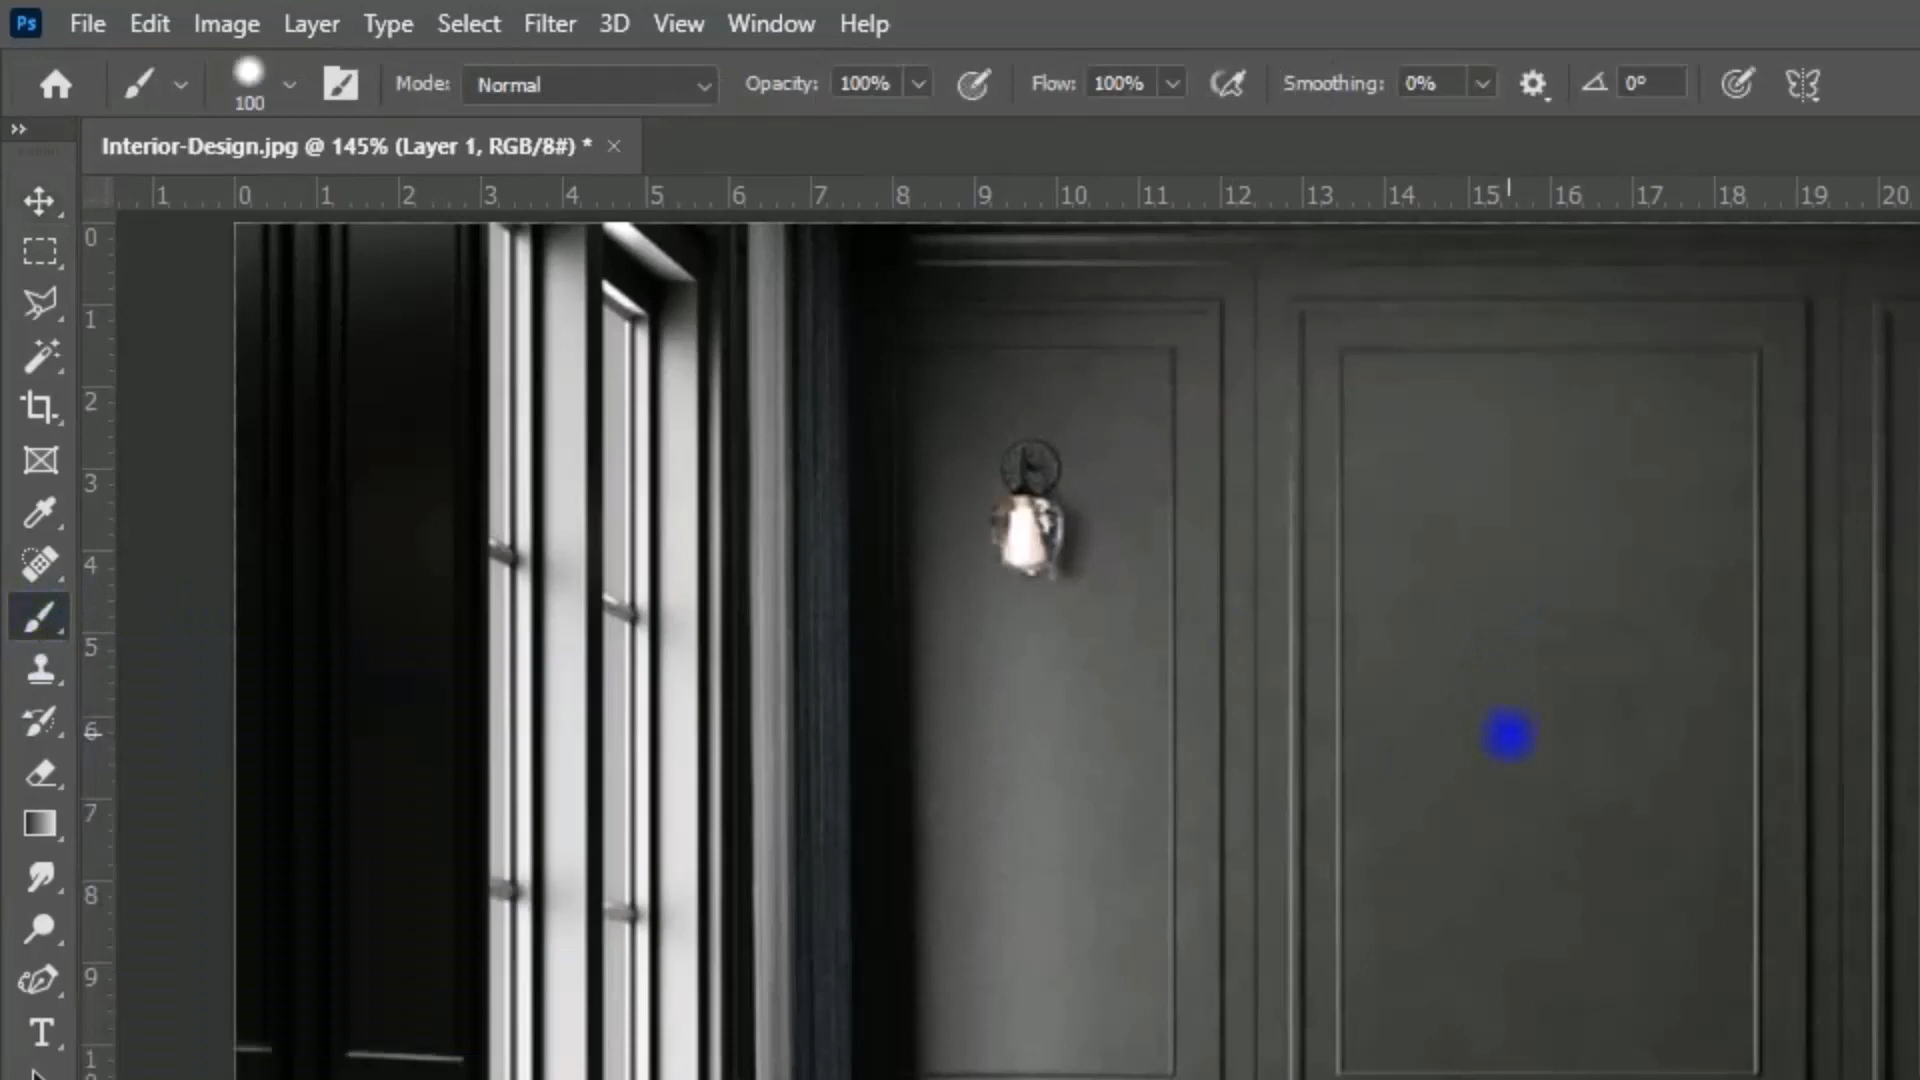 Ps File Edit Image Layer Type Select Filter 3D View Window Help
100 Mode: Normal Opacity: 100% Flow: 100% Smoothing: 0% 0°
Interior-Design.jpg @ 145% (Layer 1, RGB/8#) * ×
1 0 1 2 3 4 5 6 7 8 9 10 11 12 13 14 15 16 17 18 19 20
0
1
2
3
4
5
6
7
8
9
1
T